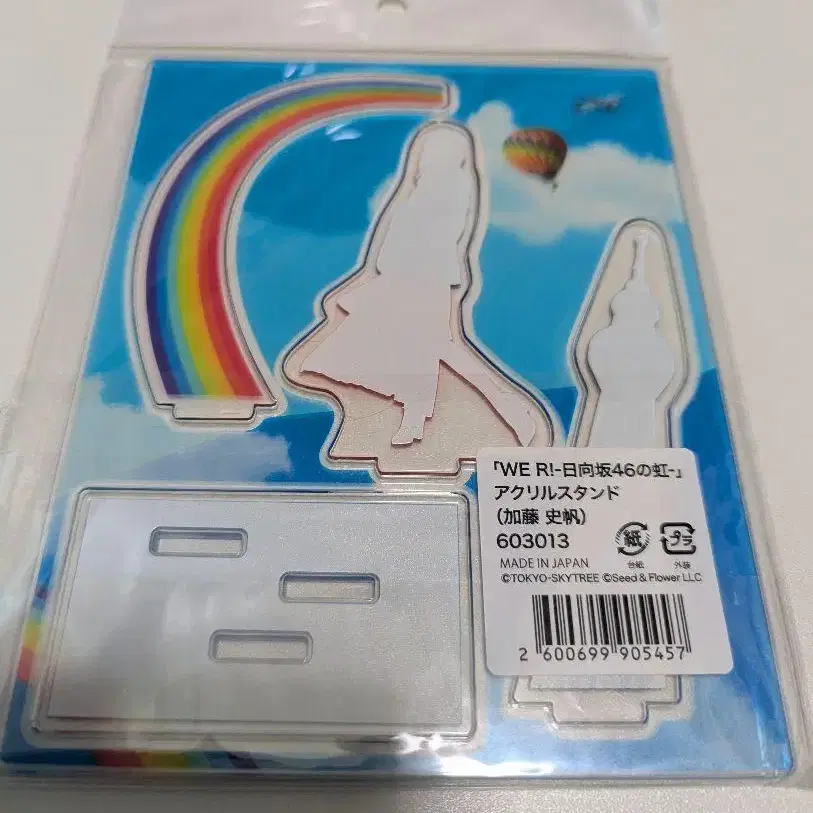 「WE R!-日向坂46の虹-」
アクリルスタンド
(加藤 史帆)
603013
紙
プラ
台紙
外装
MADE IN JAPAN
©TOKYO-SKYTREE ©Seed & Flower LLC
2 600699 905457